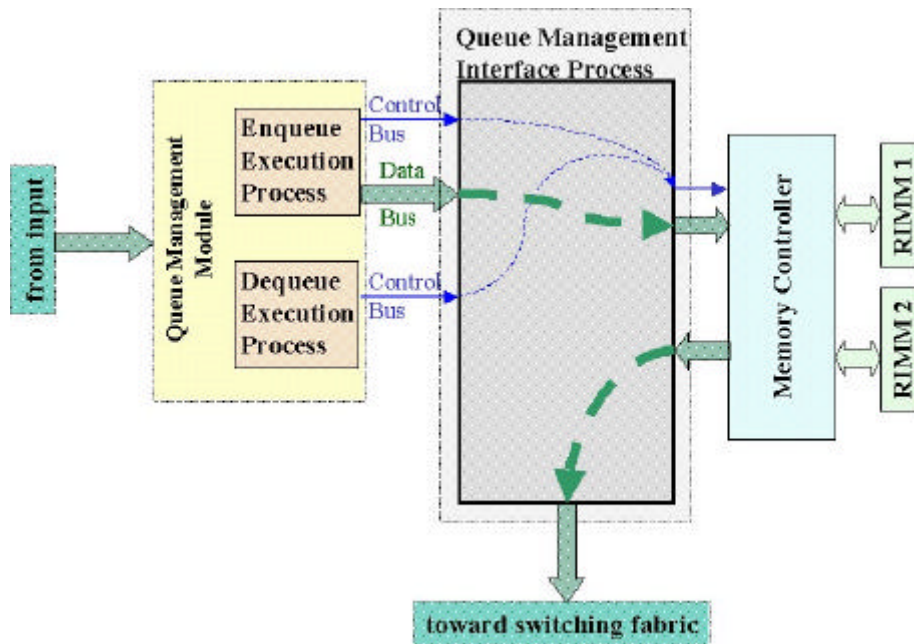 Queue Management
Interface Process
Enqueue
Execution
Process
Control
Bus
Data
Bus
from input
Queue Management
Module
Dequeue
Execution
Process
Control
Bus
Memory Controller
RIMM 1
RIMM 2
toward switching fabric